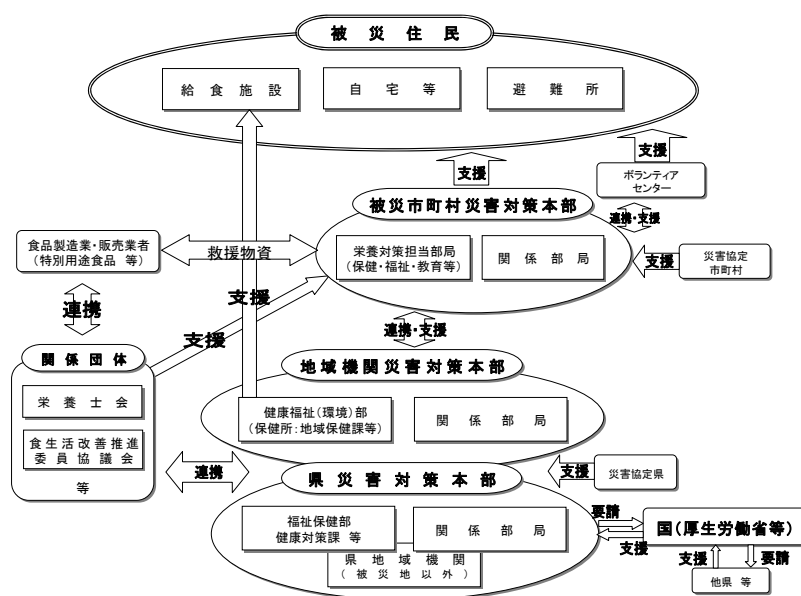 被災住民
給食施設
自宅等
避難所
支援
支援
ボランティア
センター
被災市町村災害対策本部
連携・支援
食品製造業・販売業者
（特別用途食品 等）
救援物資
栄養対策担当部局
（保健・福祉・教育等）
関係部局
支援
災害協定
市町村
連携
支援
支援
連携・支援
関係団体
栄養士会
食生活改善推進
委員協議会
等
地域機関災害対策本部
健康福祉（環境）部
（保健所：地域保健課等）
関係部局
連携
県災害対策本部
支援
災害協定県
福祉保健部
健康対策課 等
関係部局
県地域機関
（被災地以外）
要請
支援
国（厚生労働省等）
支援
要請
他県 等